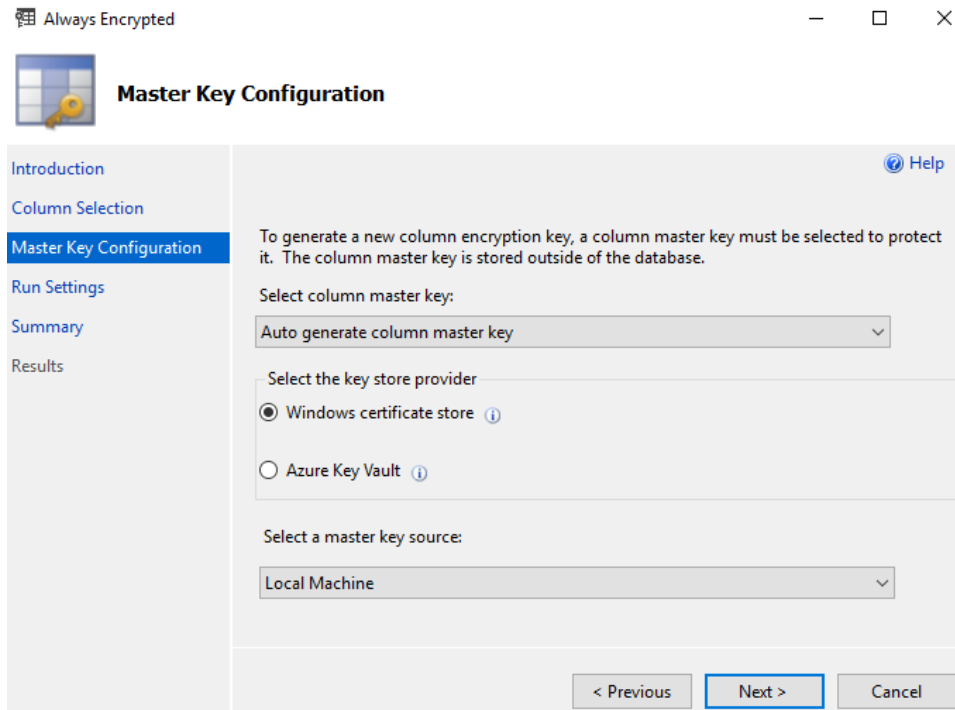 Always Encrypted
Master Key Configuration
Introduction
Column Selection
Master Key Configuration
Run Settings
Summary
Results
Help
To generate a new column encryption key, a column master key must be selected to protect
it.  The column master key is stored outside of the database.
Select column master key:
Auto generate column master key
Select the key store provider
Windows certificate store
Azure Key Vault
Select a master key source:
Local Machine
< Previous
Next >
Cancel